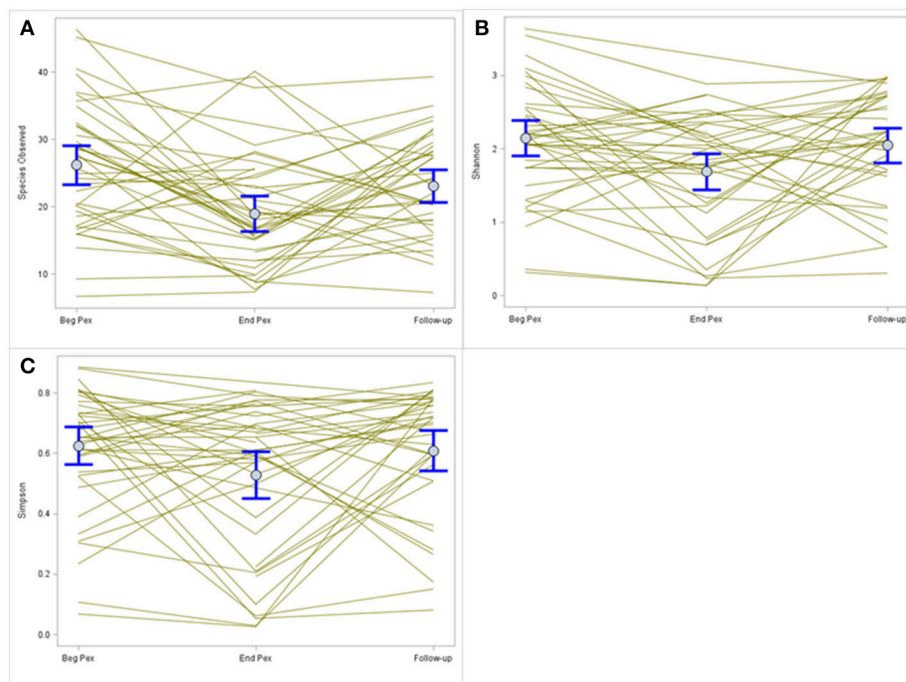 A
Species Observed
40
30
20
10
Beg Pex End Pex Follow-up
B
Shannon
3
2
1
0
Beg Pex End Pex Follow-up
C
Simpson
0.8
0.6
0.4
0.2
0.0
Beg Pex End Pex Follow-up